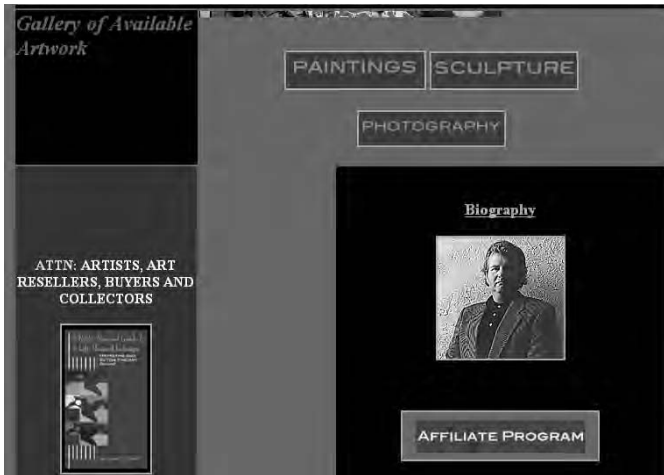 Gallery of Available
Artwork
PAINTINGS SCULPTURE
PHOTOGRAPHY
Biography
ATTN: ARTISTS, ART
RESELLERS, BUYERS AND
COLLECTORS
AFFILIATE PROGRAM